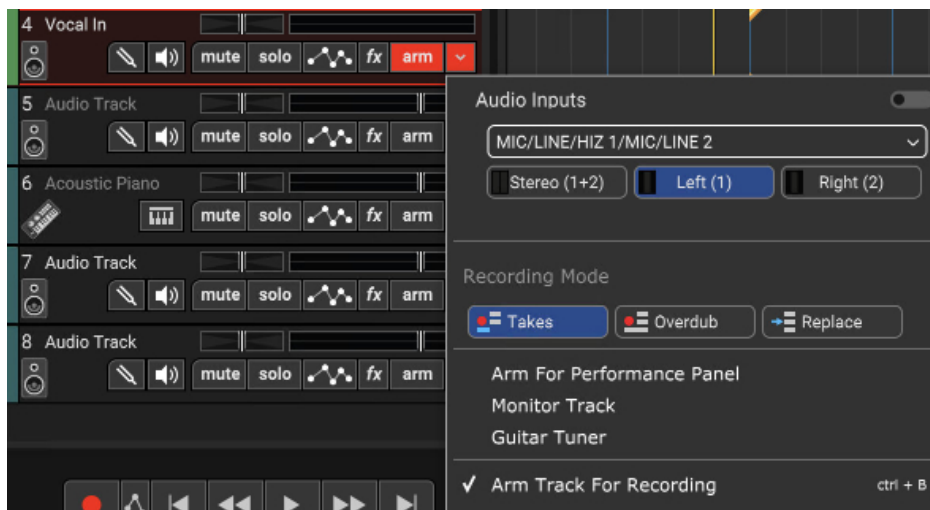 4 Vocal In
mute solo fx arm
5 Audio Track
mute solo fx arm
6 Acoustic Piano
mute solo fx arm
7 Audio Track
mute solo fx arm
8 Audio Track
mute solo fx arm
Audio Inputs
MIC/LINE/HIZ 1/MIC/LINE 2
Stereo (1+2) Left (1) Right (2)
Recording Mode
Takes Overdub Replace
Arm For Performance Panel
Monitor Track
Guitar Tuner
✓ Arm Track For Recording ctrl + B